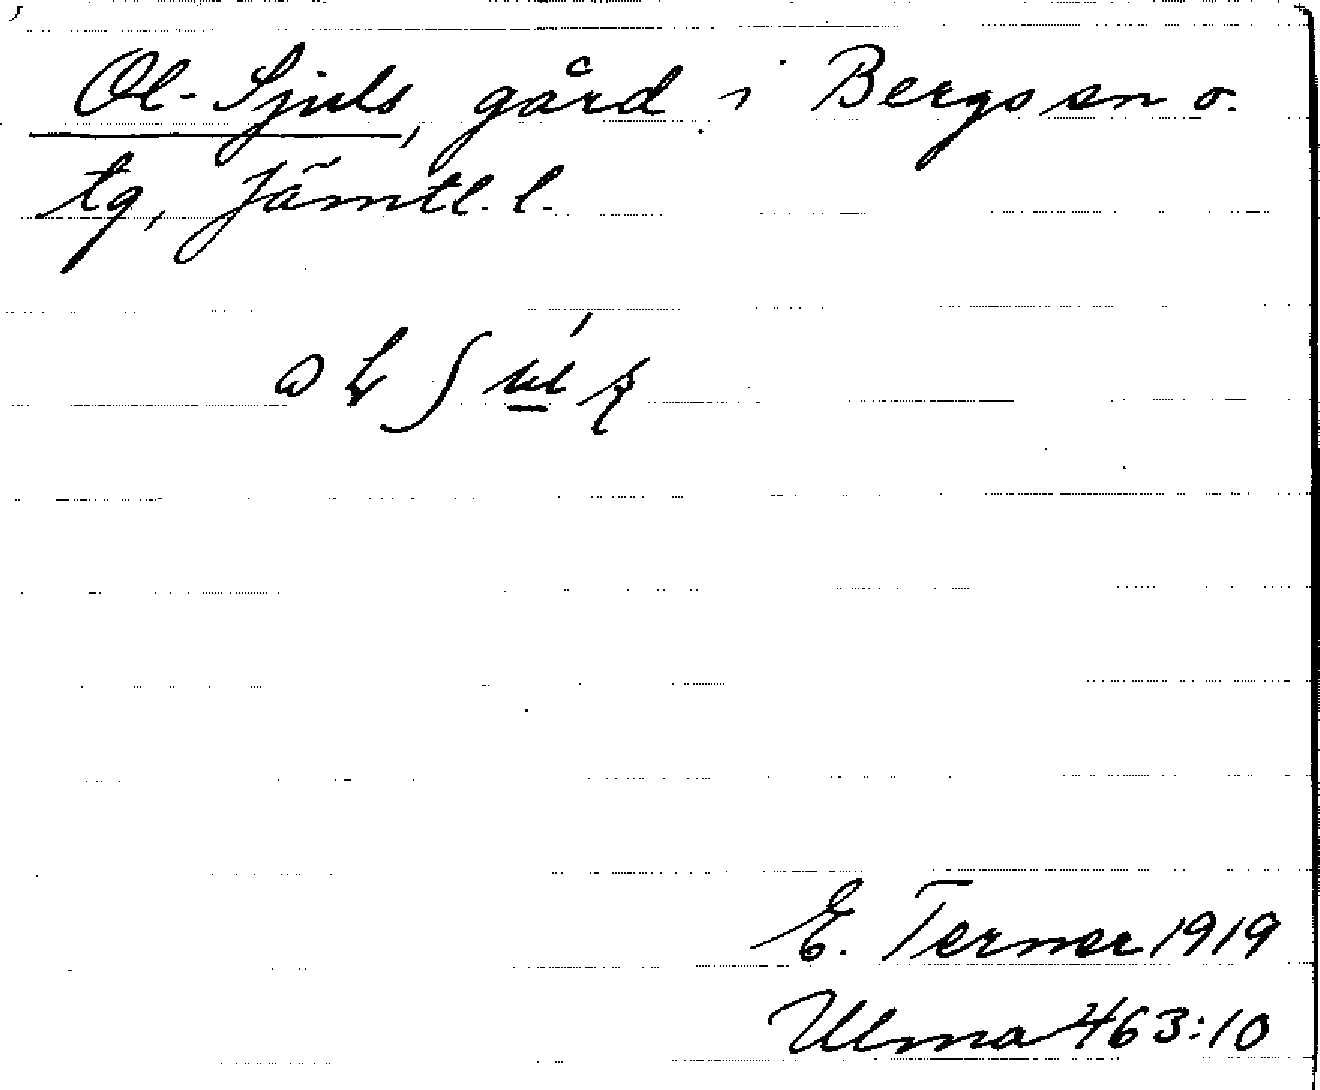 Ol-Sjuls, gård i Bergs sn o.
tg, Jämtl. l.
E. Terner 1919
Ulma 463:10